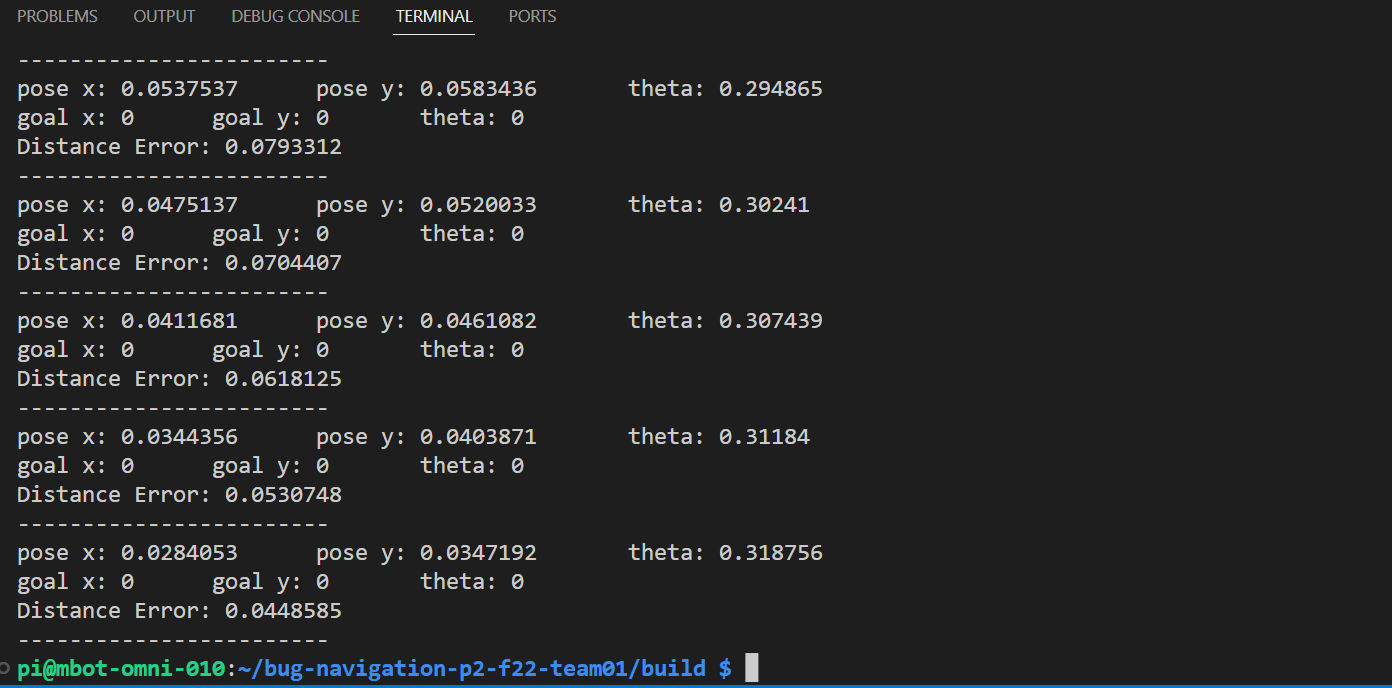 PROBLEMS OUTPUT DEBUG CONSOLE TERMINAL PORTS
------------------------
pose x: 0.0537537 pose y: 0.0583436 theta: 0.294865
goal x: 0 goal y: 0 theta: 0
Distance Error: 0.0793312
------------------------
pose x: 0.0475137 pose y: 0.0520033 theta: 0.30241
goal x: 0 goal y: 0 theta: 0
Distance Error: 0.0704407
------------------------
pose x: 0.0411681 pose y: 0.0461082 theta: 0.307439
goal x: 0 goal y: 0 theta: 0
Distance Error: 0.0618125
------------------------
pose x: 0.0344356 pose y: 0.0403871 theta: 0.31184
goal x: 0 goal y: 0 theta: 0
Distance Error: 0.0530748
------------------------
pose x: 0.0284053 pose y: 0.0347192 theta: 0.318756
goal x: 0 goal y: 0 theta: 0
Distance Error: 0.0448585
------------------------
pi@mbot-omni-010:~/bug-navigation-p2-f22-team01/build $